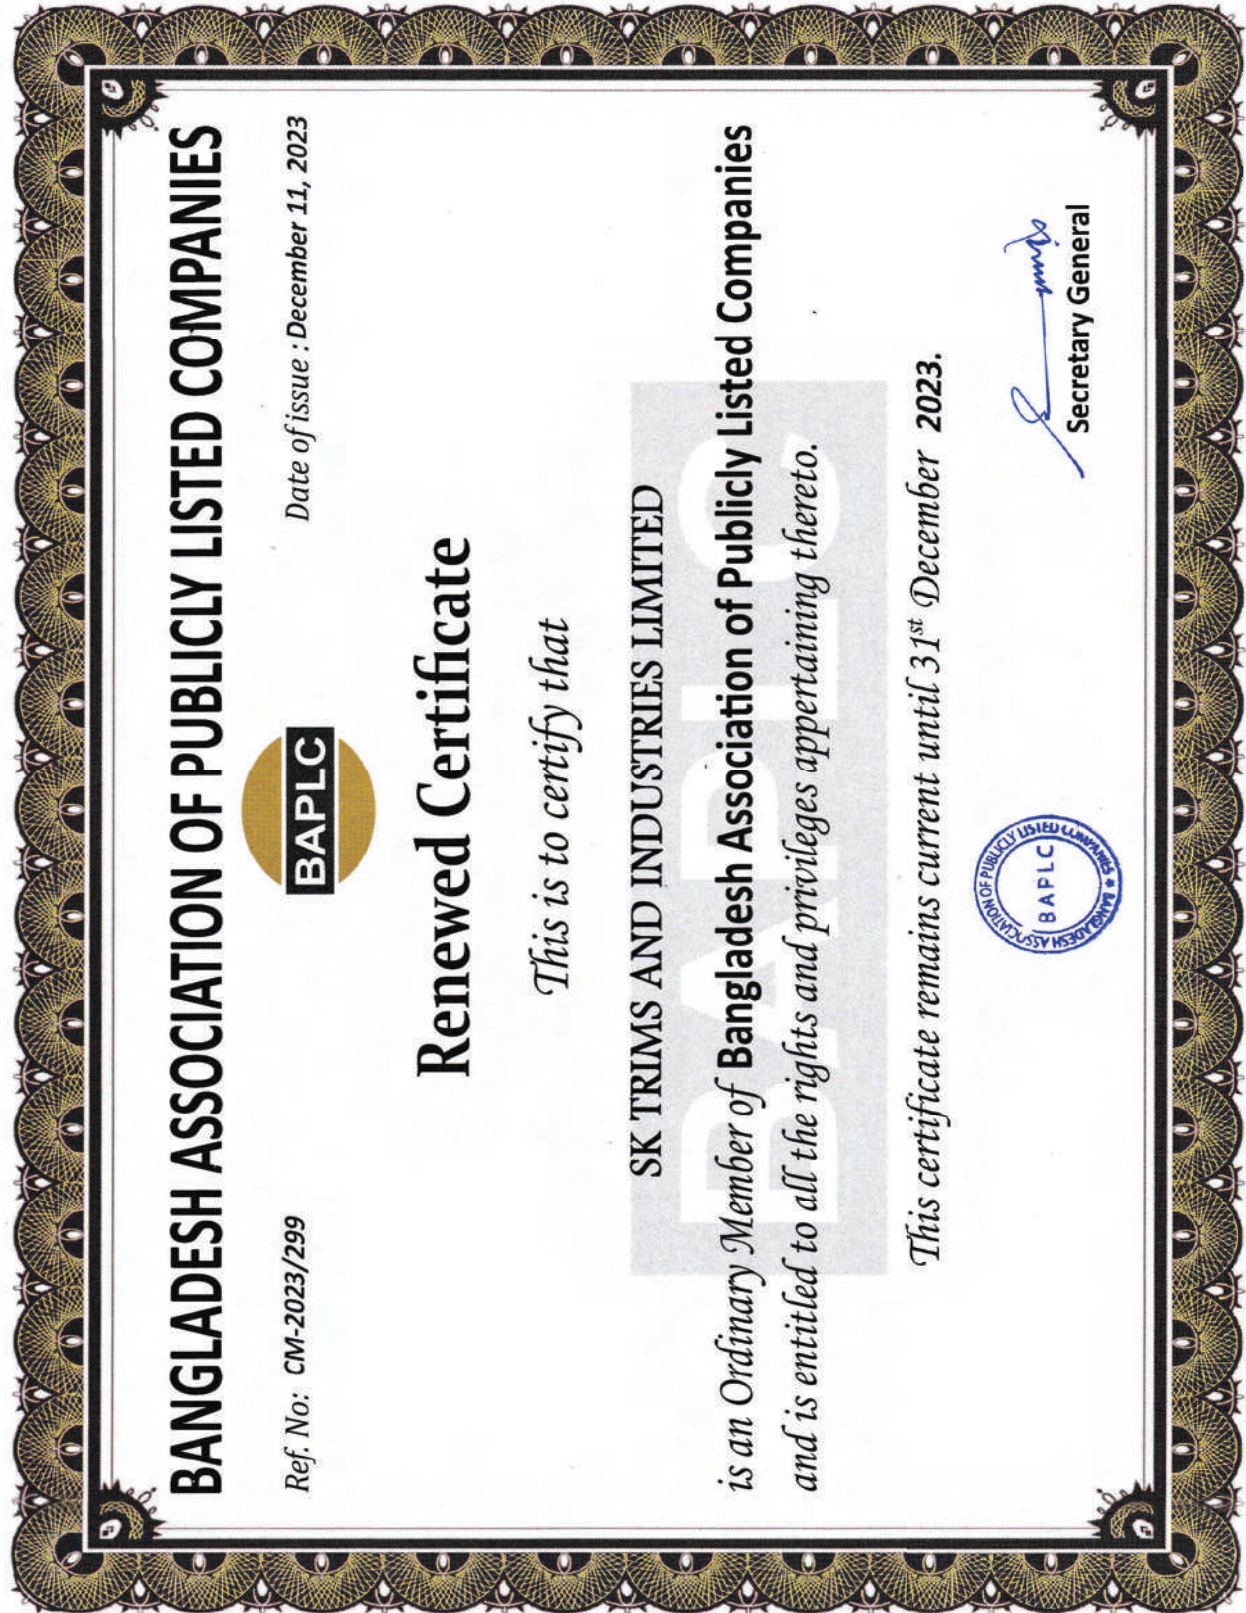 BANGLADESH ASSOCIATION OF PUBLICLY LISTED COMPANIES
Ref. No: CM-2023/299
Date of issue : December 11, 2023
BAPLC
Renewed Certificate
This is to certify that
SK TRIMS AND INDUSTRIES LIMITED
BAPLC
is an Ordinary Member of Bangladesh Association of Publicly Listed Companies
and is entitled to all the rights and privileges appertaining thereto.
This certificate remains current until 31st December 2023.
BANGLADESH ASSOCIATION OF PUBLICLY LISTED COMPANIES *
BAPLC
Secretary General